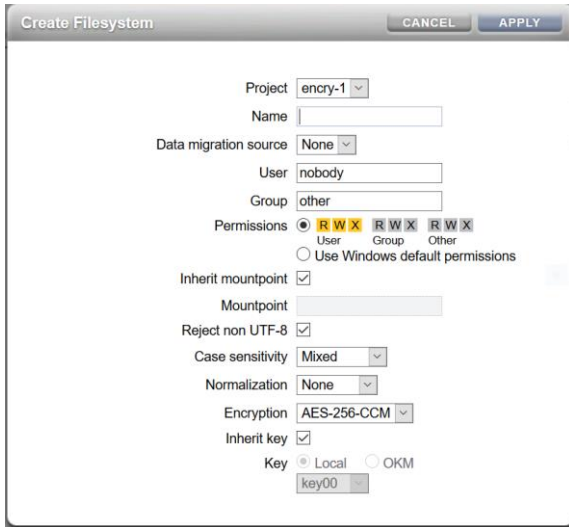 Create Filesystem CANCEL APPLY
Project encry-1
Name
Data migration source None
User nobody
Group other
Permissions R W X R W X R W X
User Group Other
Use Windows default permissions
Inherit mountpoint
Mountpoint
Reject non UTF-8
Case sensitivity Mixed
Normalization None
Encryption AES-256-CCM
Inherit key
Key Local OKM
key00